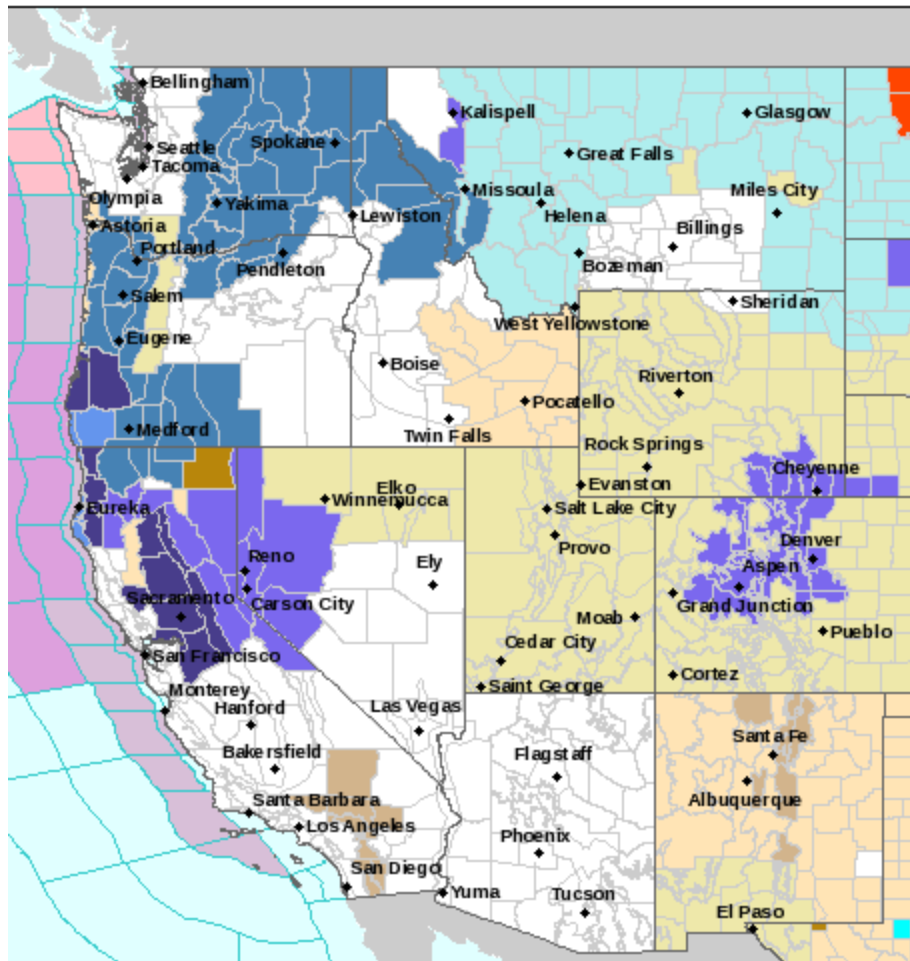 Bellingham
Kalispell
Glasgow
Seattle
Spokane
Great Falls
Tacoma
Olympia
Missoula
Miles City
Yakima
Lewiston
Helena
Astoria
Billings
Portland
Pendleton
Bozeman
Salem
Sheridan
West Yellowstone
Eugene
Boise
Riverton
Pocatello
Medford
Twin Falls
Rock Springs
Cheyenne
Elko
Evanston
Winnemucca
Eureka
Salt Lake City
Provo
Denver
Reno
Ely
Aspen
Sacramento
Carson City
Grand Junction
Moab
Pueblo
Cedar City
San Francisco
Cortez
Saint George
Monterey
Hanford
Las Vegas
Santa Fe
Bakersfield
Flagstaff
Albuquerque
Santa Barbara
Los Angeles
Phoenix
San Diego
Yuma
Tucson
El Paso